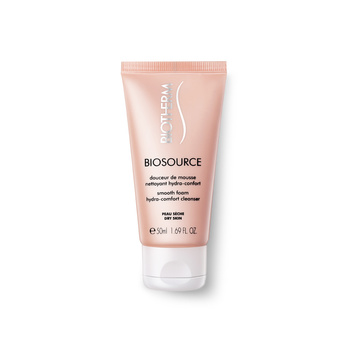 BIOTHERM
BIOSOURCE
douceur de mousse
nettoyant hydra-confort
smooth foam
hydra-comfort cleanser
PEAU SÈCHE
DRY SKIN
℮50ml 1.69 FL. OZ.